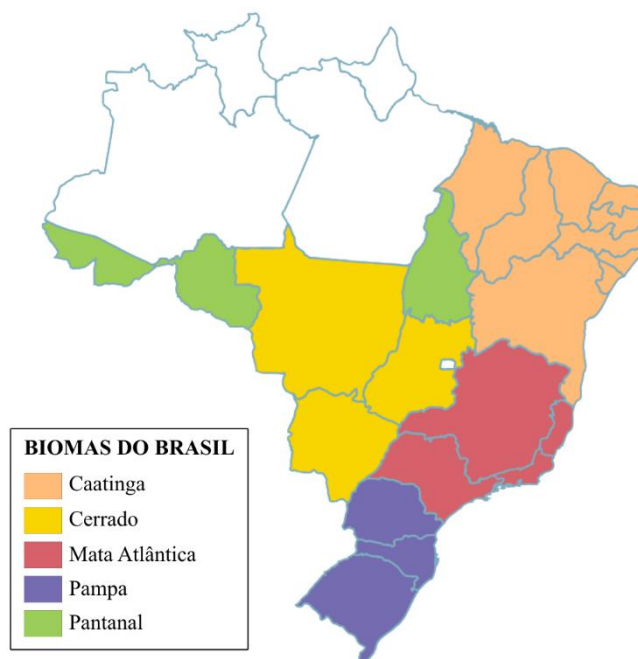 BIOMAS DO BRASIL
Caatinga
Cerrado
Mata Atlântica
Pampa
Pantanal